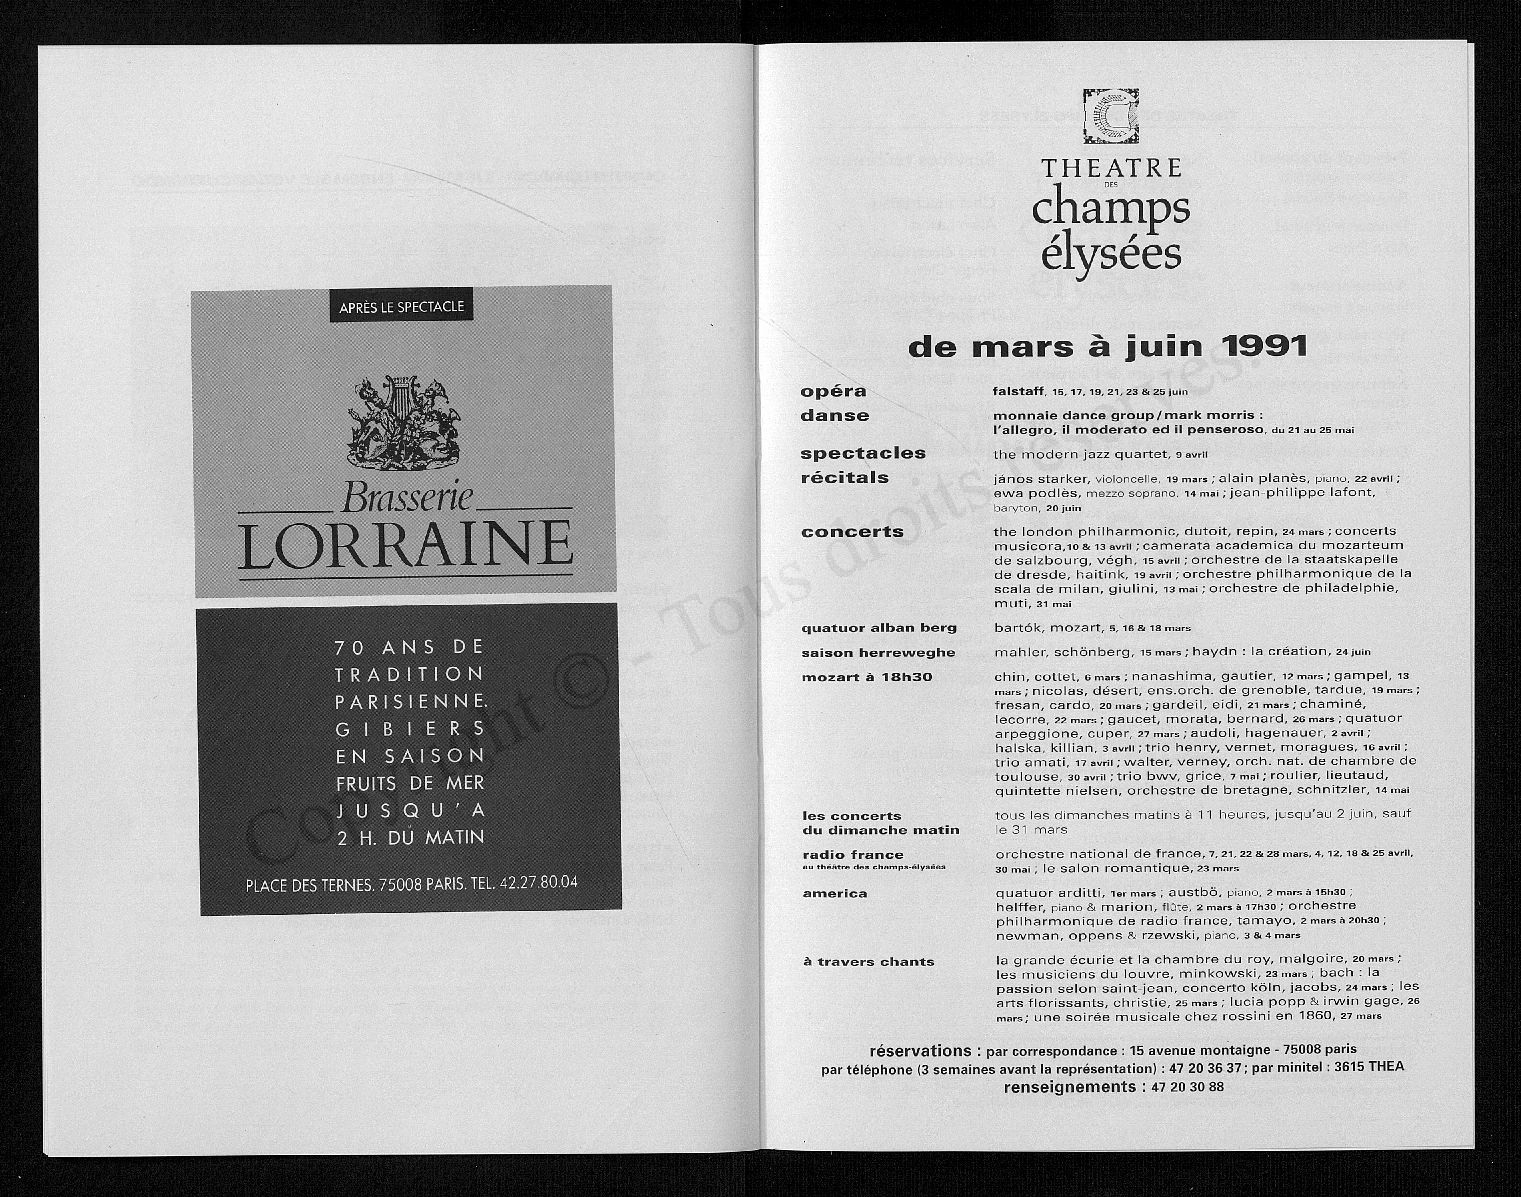 APRÈS LE SPECTACLE
Brasserie
LORRAINE
70 ANS DE
TRADITION
PARISIENNE.
GIBIERS
EN SAISON
FRUITS DE MER
JUSQU'A
2 H. DU MATIN
PLACE DES TERNES. 75008 PARIS. TEL. 42.27.80.04
THEATRE
DES
champs
élysées
de mars à juin 1991
opéra falstaff, 15, 17, 19, 21, 23 & 25 juin
danse monnaie dance group/mark morris :
l'allegro, il moderato ed il penseroso, du 21 au 25 mai
spectacles the modern jazz quartet, 9 avril
récitals jános starker, violoncelle, 19 mars ; alain planès, piano, 22 avril ;
ewa podlès, mezzo soprano, 14 mai ; jean-philippe lafont,
baryton, 20 juin
concerts the london philharmonic, dutoit, repin, 24 mars ; concerts
musicora, 10 & 13 avril ; camerata academica du mozarteum
de salzbourg, végh, 15 avril ; orchestre de la staatskapelle
de dresde, haitink, 19 avril ; orchestre philharmonique de la
scala de milan, giulini, 13 mai ; orchestre de philadelphie,
muti, 31 mai
quatuor alban berg bartók, mozart, 5, 16 & 18 mars
saison herreweghe mahler, schönberg, 15 mars ; haydn : la création, 24 juin
mozart à 18h30 chin, cottet, 6 mars ; nanashima, gautier, 12 mars ; gampel, 13
mars ; nicolas, désert, ens.orch. de grenoble, tardue, 19 mars ;
fresan, cardo, 20 mars ; gardeil, eidi, 21 mars ; chaminé,
lecorre, 22 mars ; gaucet, morata, bernard, 26 mars ; quatuor
arpeggione, cuper, 27 mars ; audoli, hagenauer, 2 avril ;
halska, killian, 3 avril ; trio henry, vernet, moragues, 16 avril ;
trio amati, 17 avril ; walter, verney, orch. nat. de chambre de
toulouse, 30 avril ; trio bwv, grice, 7 mai ; roulier, lieutaud,
quintette nielsen, orchestre de bretagne, schnitzler, 14 mai
les concerts tous les dimanches matins à 11 heures, jusqu'au 2 juin, sauf
du dimanche matin le 31 mars
radio france orchestre national de france, 7, 21, 22 & 28 mars, 4, 12, 18 & 25 avril,
au théâtre des champs-élysées 30 mai ; le salon romantique, 23 mars
america quatuor arditti, 1er mars ; austbö, piano, 2 mars à 15h30 ;
helffer, piano & marion, flûte, 2 mars à 17h30 ; orchestre
philharmonique de radio france, tamayo, 2 mars à 20h30 ;
newman, oppens & rzewski, piano, 3 & 4 mars
à travers chants la grande écurie et la chambre du roy, malgoire, 20 mars ;
les musiciens du louvre, minkowski, 23 mars ; bach : la
passion selon saint-jean, concerto köln, jacobs, 24 mars ; les
arts florissants, christie, 25 mars ; lucia popp & irwin gage, 26
mars ; une soirée musicale chez rossini en 1860, 27 mars
réservations : par correspondance : 15 avenue montaigne - 75008 paris
par téléphone (3 semaines avant la représentation) : 47 20 36 37 ; par minitel : 3615 THEA
renseignements : 47 20 30 88
Copyright © - Tous droits réservés.